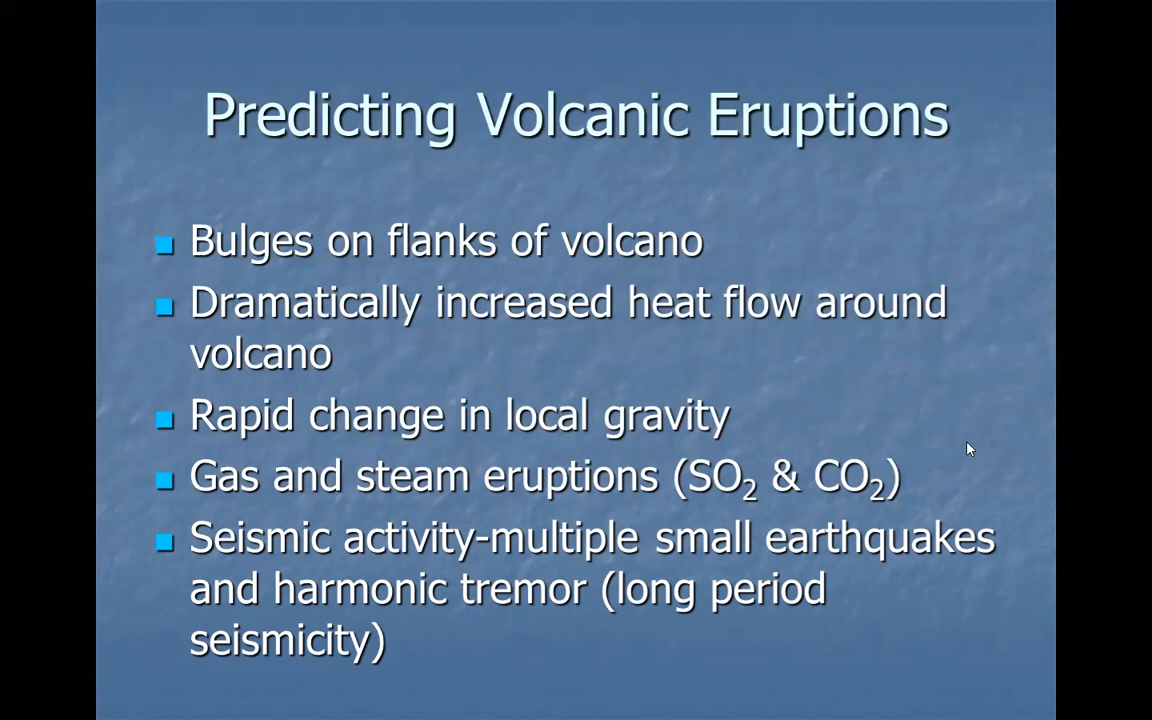 Predicting Volcanic Eruptions
Bulges on flanks of volcano
Dramatically increased heat flow around
volcano
Rapid change in local gravity
Gas and steam eruptions (SO₂ & CO₂)
Seismic activity-multiple small earthquakes
and harmonic tremor (long period
seismicity)